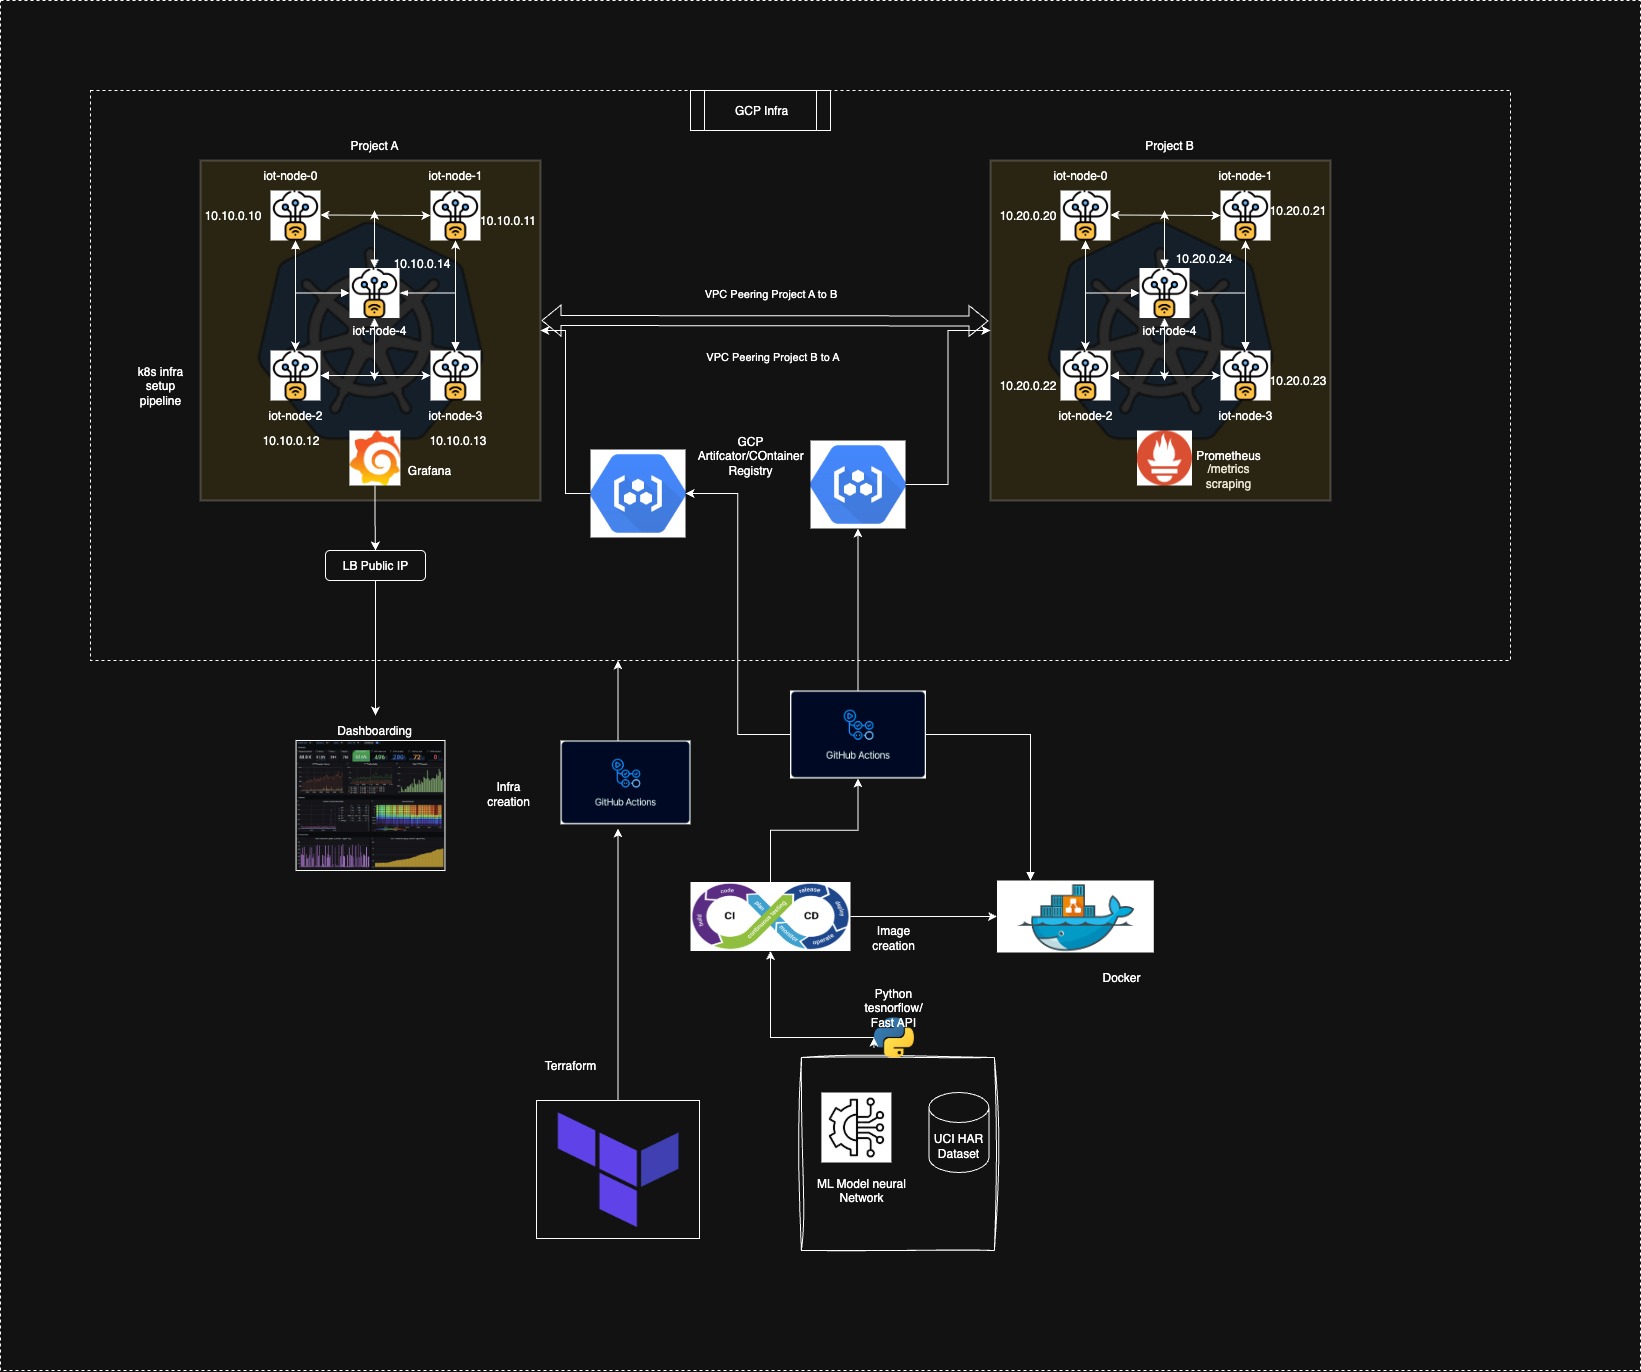 GCP Infra
Project A
Project B
iot-node-0
iot-node-1
10.10.0.10
10.10.0.11
10.10.0.14
iot-node-4
iot-node-2
iot-node-3
10.10.0.12
10.10.0.13
Grafana
k8s infra
setup
pipeline
iot-node-0
iot-node-1
10.20.0.20
10.20.0.21
10.20.0.24
iot-node-4
10.20.0.22
10.20.0.23
iot-node-2
iot-node-3
Prometheus
/metrics
scraping
VPC Peering Project A to B
VPC Peering Project B to A
GCP
Artifcator/COntainer
Registry
LB Public IP
Dashboarding
Infra
creation
GitHub Actions
GitHub Actions
code
release
CI
CD
plan
deploy
build
continuous testing
monitor
operate
Image
creation
Docker
Python
tesnorflow/
Fast API
Terraform
UCI HAR
Dataset
ML Model neural
Network